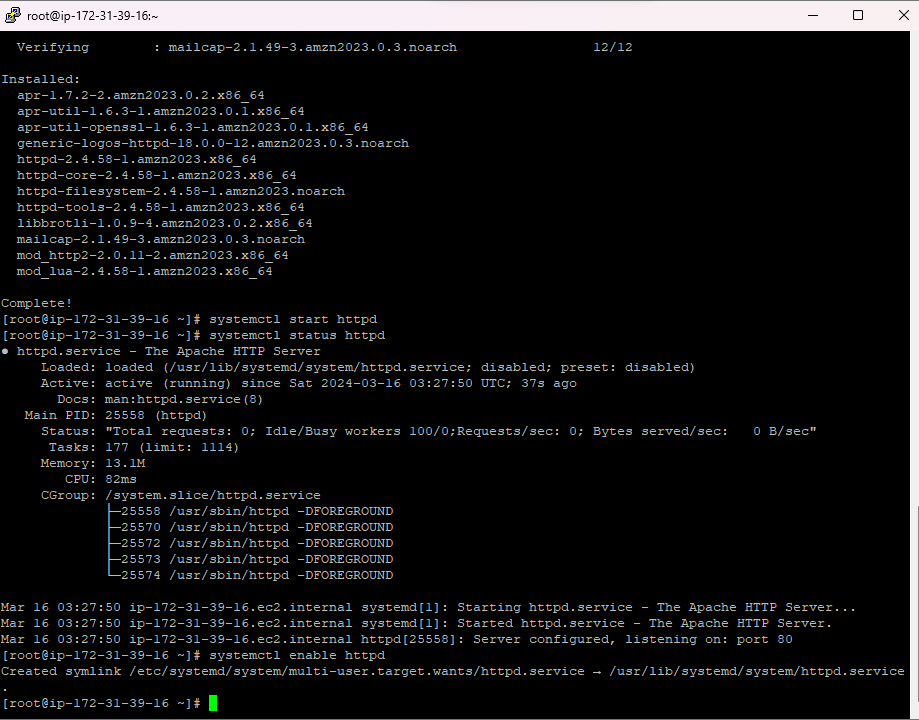 root@ip-172-31-39-16:~
  Verifying        : mailcap-2.1.49-3.amzn2023.0.3.noarch                 12/12
Installed:
  apr-1.7.2-2.amzn2023.0.2.x86_64
  apr-util-1.6.3-1.amzn2023.0.1.x86_64
  apr-util-openssl-1.6.3-1.amzn2023.0.1.x86_64
  generic-logos-httpd-18.0.0-12.amzn2023.0.3.noarch
  httpd-2.4.58-1.amzn2023.x86_64
  httpd-core-2.4.58-1.amzn2023.x86_64
  httpd-filesystem-2.4.58-1.amzn2023.noarch
  httpd-tools-2.4.58-1.amzn2023.x86_64
  libbrotli-1.0.9-4.amzn2023.0.2.x86_64
  mailcap-2.1.49-3.amzn2023.0.3.noarch
  mod_http2-2.0.11-2.amzn2023.x86_64
  mod_lua-2.4.58-1.amzn2023.x86_64
Complete!
[root@ip-172-31-39-16 ~]# systemctl start httpd
[root@ip-172-31-39-16 ~]# systemctl status httpd
● httpd.service - The Apache HTTP Server
     Loaded: loaded (/usr/lib/systemd/system/httpd.service; disabled; preset: disabled)
     Active: active (running) since Sat 2024-03-16 03:27:50 UTC; 37s ago
       Docs: man:httpd.service(8)
   Main PID: 25558 (httpd)
     Status: "Total requests: 0; Idle/Busy workers 100/0;Requests/sec: 0; Bytes served/sec:   0 B/sec"
      Tasks: 177 (limit: 1114)
     Memory: 13.1M
        CPU: 82ms
     CGroup: /system.slice/httpd.service
             ├─25558 /usr/sbin/httpd -DFOREGROUND
             ├─25570 /usr/sbin/httpd -DFOREGROUND
             ├─25572 /usr/sbin/httpd -DFOREGROUND
             ├─25573 /usr/sbin/httpd -DFOREGROUND
             └─25574 /usr/sbin/httpd -DFOREGROUND
Mar 16 03:27:50 ip-172-31-39-16.ec2.internal systemd[1]: Starting httpd.service - The Apache HTTP Server...
Mar 16 03:27:50 ip-172-31-39-16.ec2.internal systemd[1]: Started httpd.service - The Apache HTTP Server.
Mar 16 03:27:50 ip-172-31-39-16.ec2.internal httpd[25558]: Server configured, listening on: port 80
[root@ip-172-31-39-16 ~]# systemctl enable httpd
Created symlink /etc/systemd/system/multi-user.target.wants/httpd.service → /usr/lib/systemd/system/httpd.service
.
[root@ip-172-31-39-16 ~]#